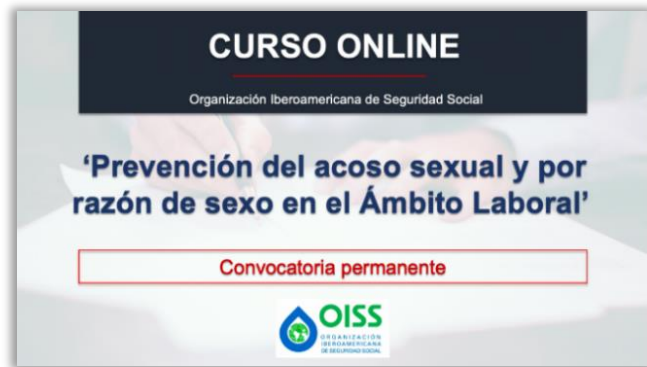 CURSO ONLINE
Organización Iberoamericana de Seguridad Social
‘Prevención del acoso sexual y por
razón de sexo en el Ámbito Laboral’
Convocatoria permanente
OISS
ORGANIZACIÓN
IBEROAMERICANA
DE SEGURIDAD SOCIAL